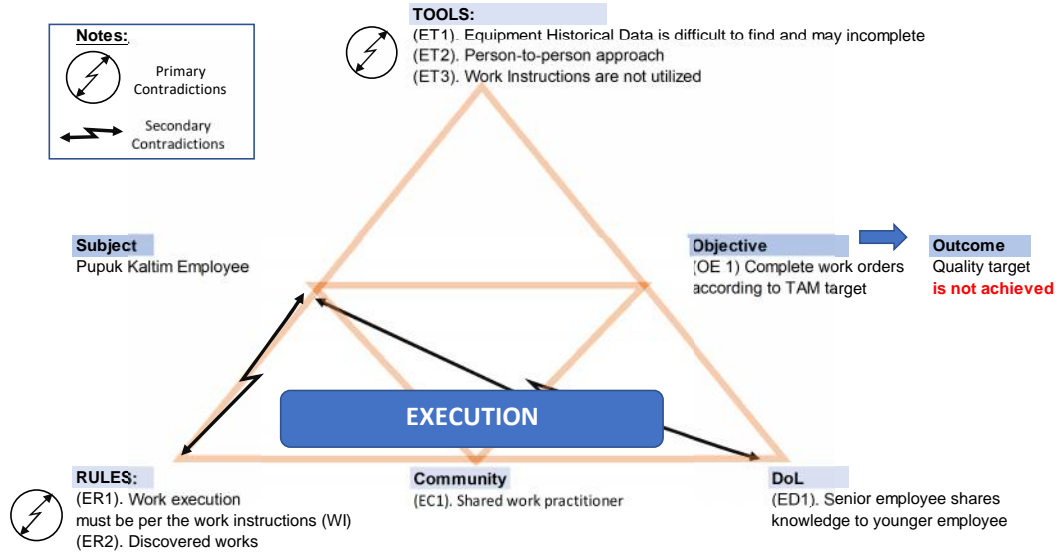 TOOLS:
(ET1). Equipment Historical Data is difficult to find and may incomplete
(ET2). Person-to-person approach
(ET3). Work Instructions are not utilized
Notes:
Primary
Contradictions
Secondary
Contradictions
Subject
Pupuk Kaltim Employee
Objective
(OE 1) Complete work orders
according to TAM target
Outcome
Quality target
is not achieved
EXECUTION
RULES:
(ER1). Work execution
must be per the work instructions (WI)
(ER2). Discovered works
Community
(EC1). Shared work practitioner
DoL
(ED1). Senior employee shares
knowledge to younger employee